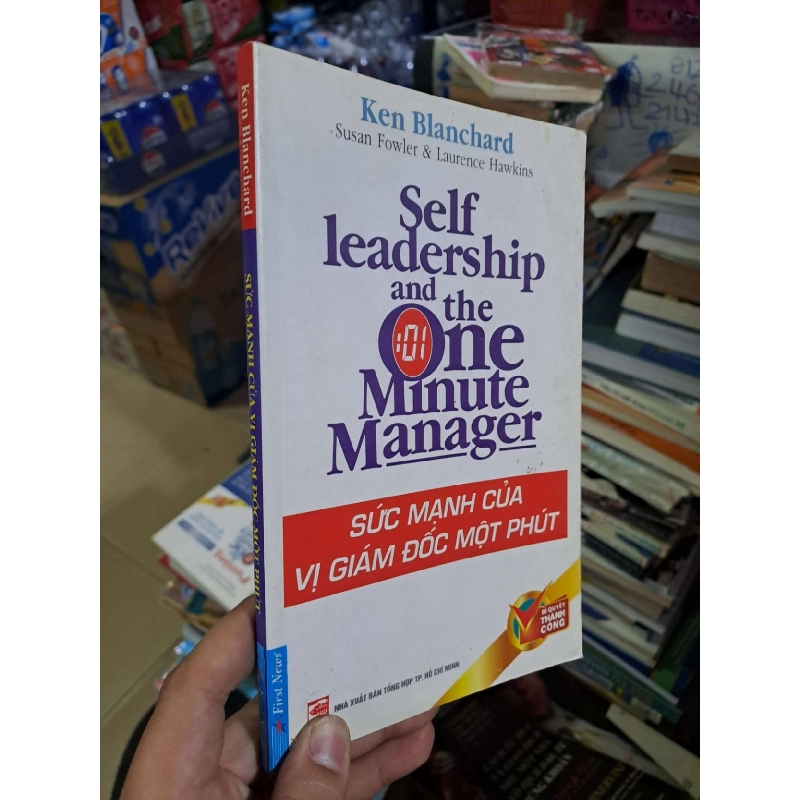 Ken Blanchard
Susan Fowler & Laurence Hawkins
Self
leadership
and the
:01
One
Minute
Manager
SỨC MẠNH CỦA
VỊ GIÁM ĐỐC MỘT PHÚT
BÍ QUYẾT
THÀNH
CÔNG
NHÀ XUẤT BẢN TỔNG HỢP TP. HỒ CHÍ MINH
Ken Blanchard
SỨC MẠNH CỦA VỊ GIÁM ĐỐC MỘT PHÚT
First News